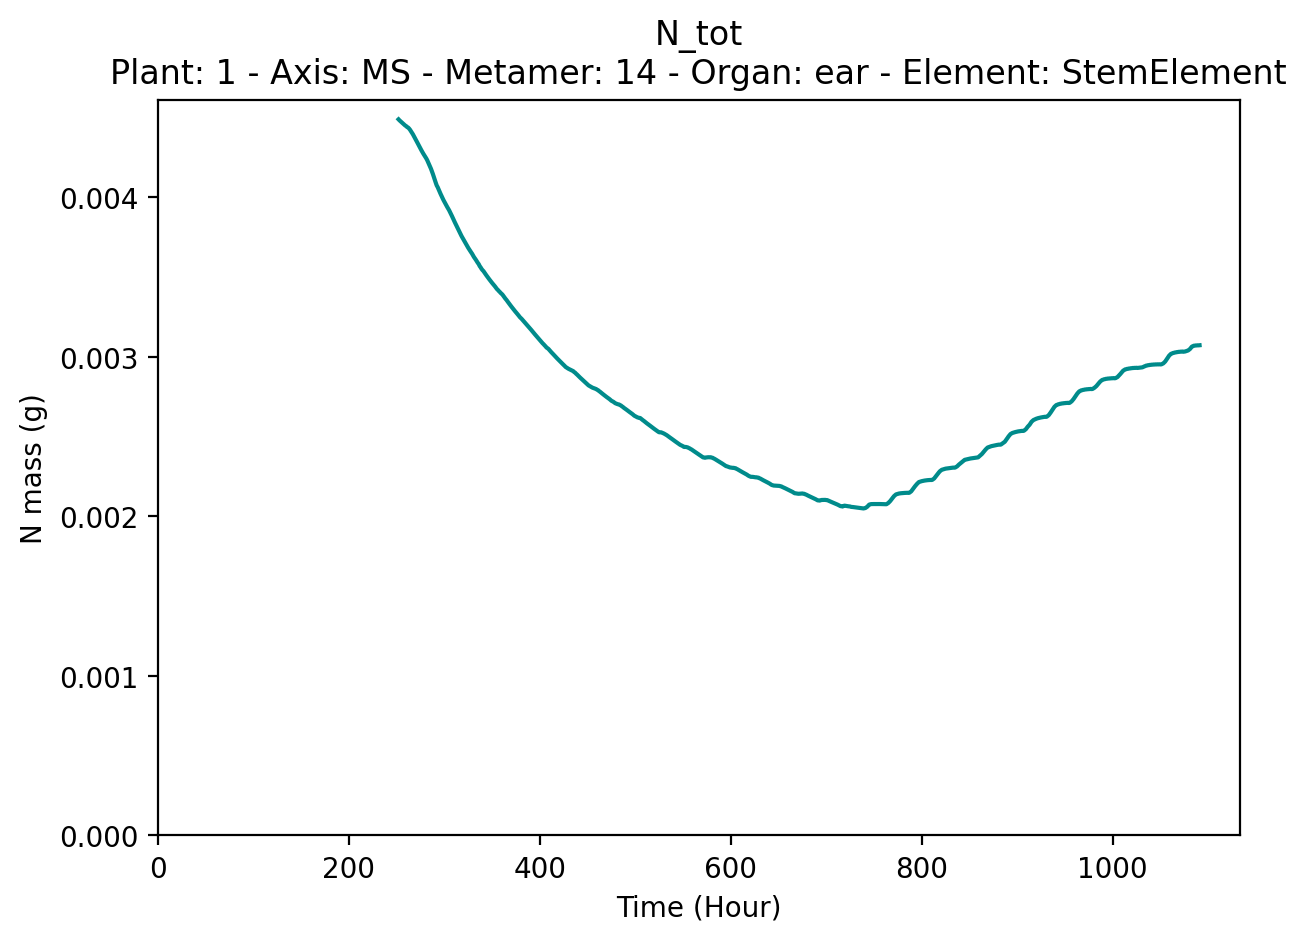 N_tot
Plant: 1 - Axis: MS - Metamer: 14 - Organ: ear - Element: StemElement
N mass (g)
0.004
0.003
0.002
0.001
0.000
0 200 400 600 800 1000
Time (Hour)